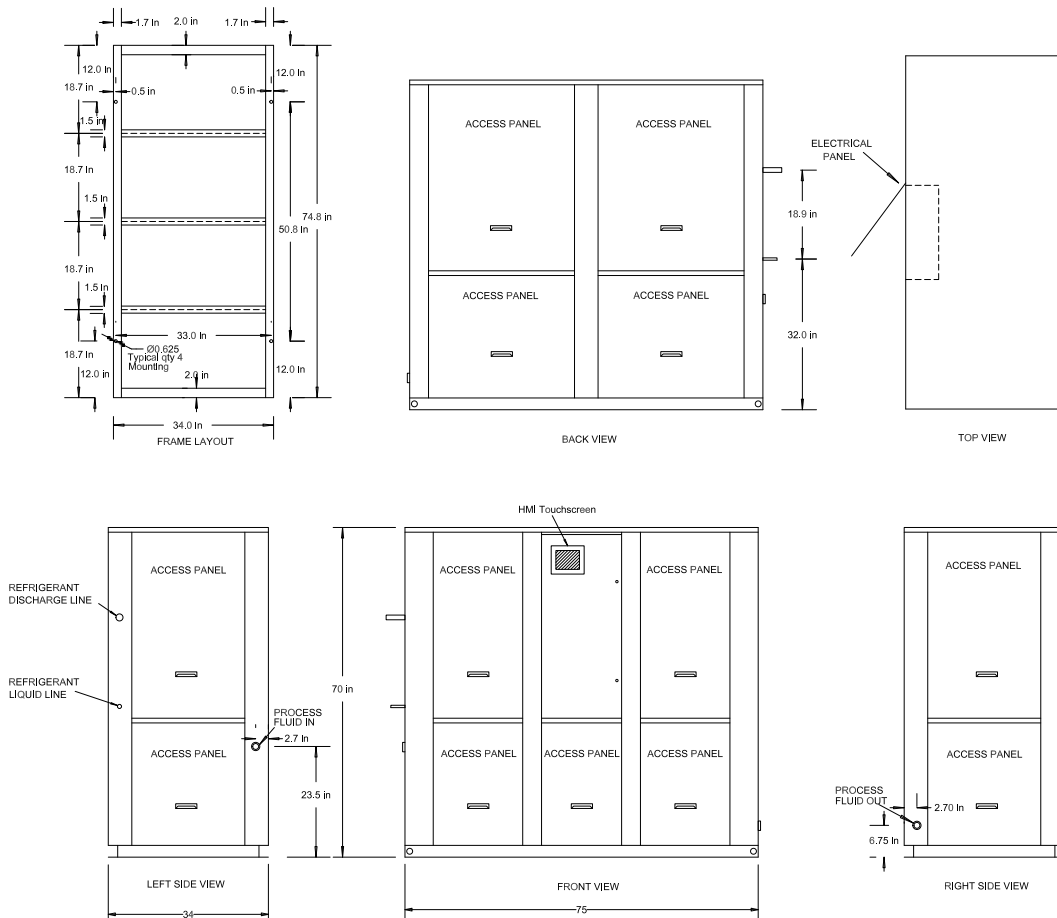 1.7 In
2.0 in
1.7 In
12.0 In
12.0 In
18.7 in
0.5 in
0.5 in
1.5 in
18.7 In
1.5 In
74.8 in
50.8 In
18.7 In
1.5 In
33.0 In
Ø0.625
Typical qty 4
Mounting
18.7 In
12.0 in
2.0 in
12.0 In
34.0 In
FRAME LAYOUT
ACCESS PANEL
ACCESS PANEL
ACCESS PANEL
ACCESS PANEL
18.9 In
32.0 in
BACK VIEW
ELECTRICAL
PANEL
TOP VIEW
REFRIGERANT
DISCHARGE LINE
REFRIGERANT
LIQUID LINE
ACCESS PANEL
PROCESS
FLUID IN
2.7 In
ACCESS PANEL
23.5 in
LEFT SIDE VIEW
34
HMI Touchscreen
70 in
ACCESS PANEL
ACCESS PANEL
ACCESS PANEL
ACCESS PANEL
ACCESS PANEL
FRONT VIEW
75
ACCESS PANEL
ACCESS PANEL
PROCESS
FLUID OUT
2.70 In
6.75 In
RIGHT SIDE VIEW